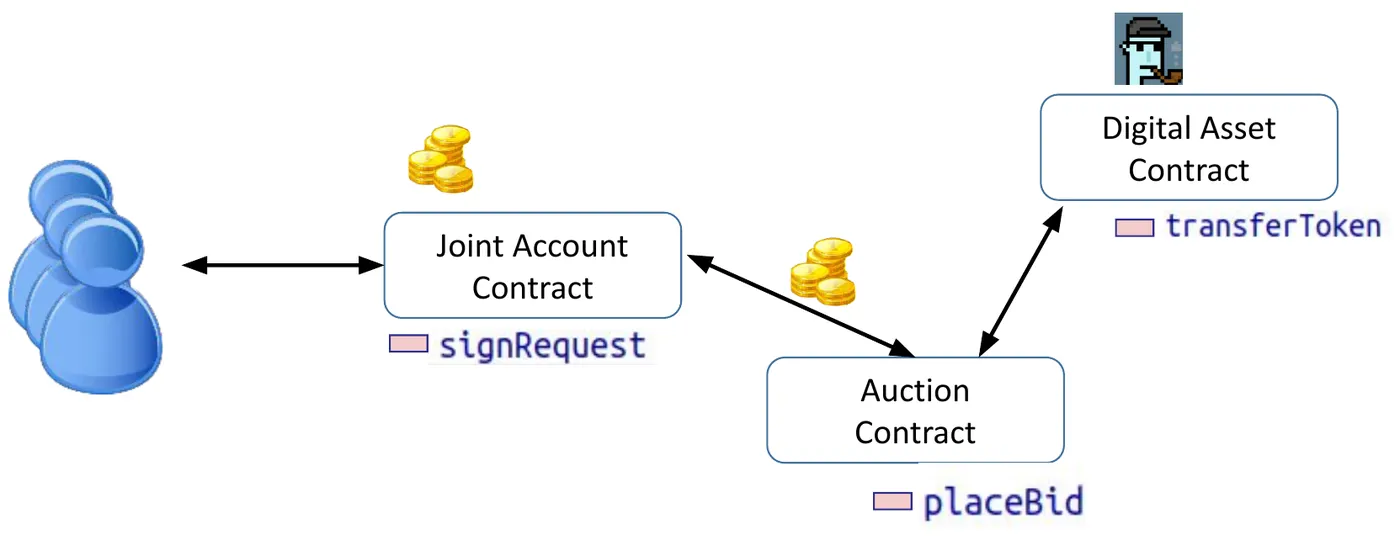 Joint Account
Contract
signRequest
Auction
Contract
placeBid
Digital Asset
Contract
transferToken